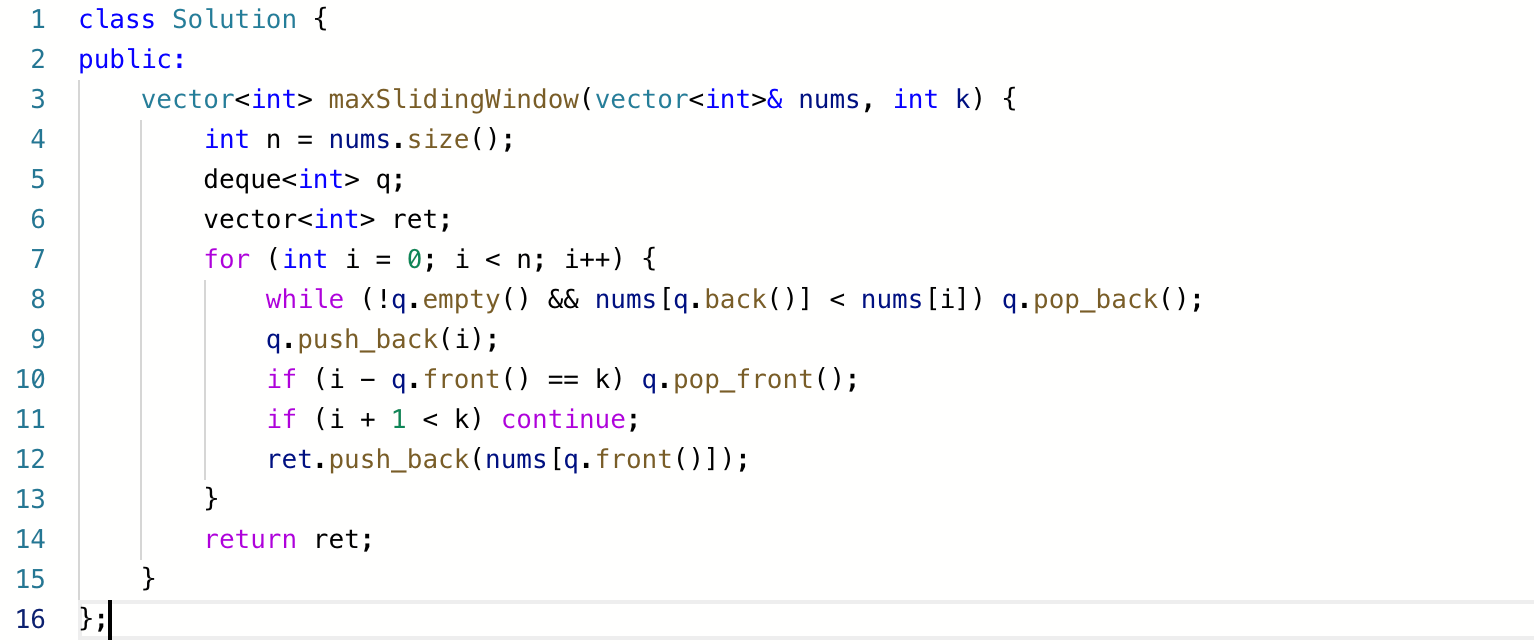 1 class Solution {
2 public:
3     vector<int> maxSlidingWindow(vector<int>& nums, int k) {
4         int n = nums.size();
5         deque<int> q;
6         vector<int> ret;
7         for (int i = 0; i < n; i++) {
8             while (!q.empty() && nums[q.back()] < nums[i]) q.pop_back();
9             q.push_back(i);
10             if (i - q.front() == k) q.pop_front();
11             if (i + 1 < k) continue;
12             ret.push_back(nums[q.front()]);
13         }
14         return ret;
15     }
16 };